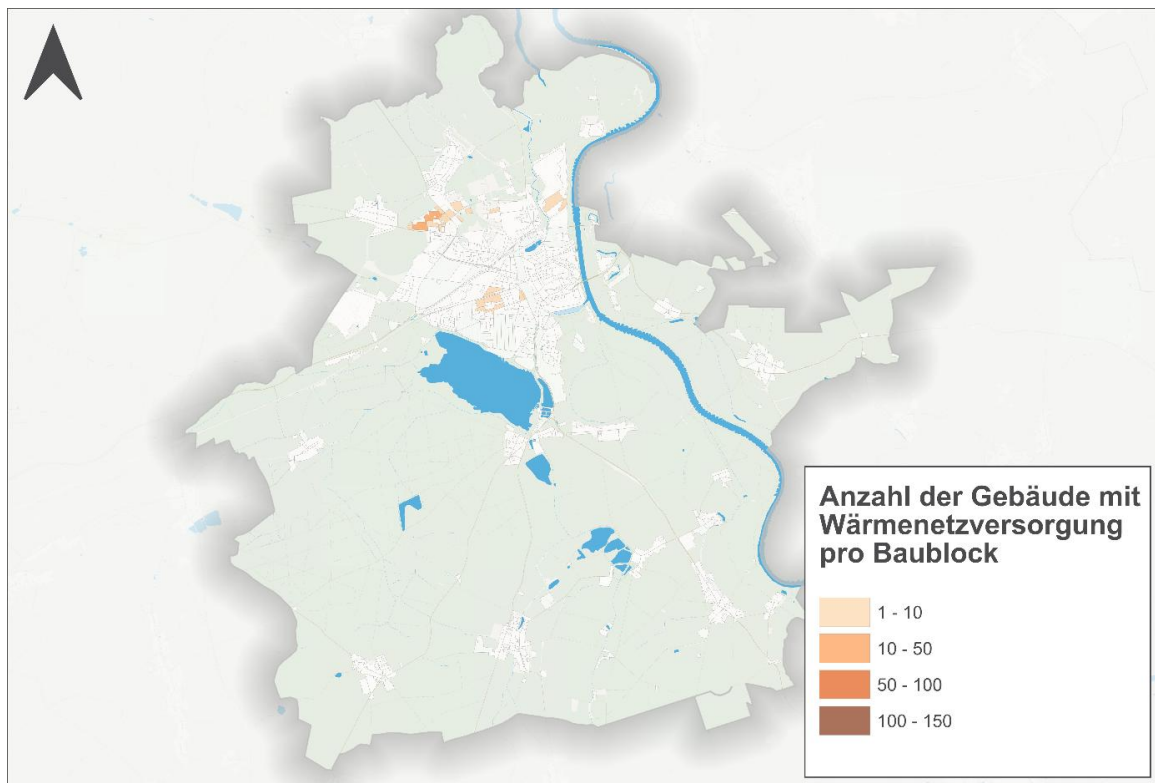 Anzahl der Gebäude mit
Wärmenetzversorgung
pro Baublock
1 - 10
10 - 50
50 - 100
100 - 150